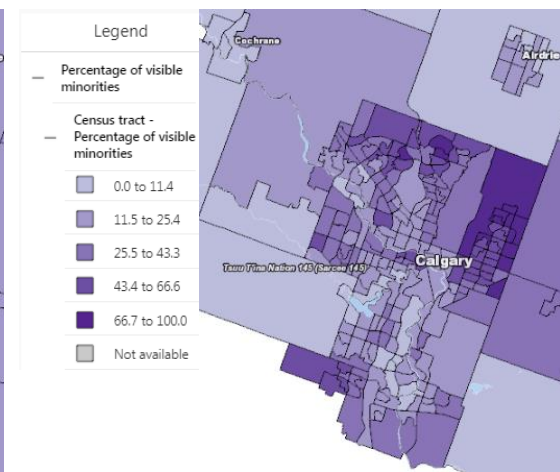 Legend
Percentage of visible
minorities
Census tract -
Percentage of visible
minorities
0.0 to 11.4
11.5 to 25.4
25.5 to 43.3
43.4 to 66.6
66.7 to 100.0
Not available
Cochrane
Airdrie
Calgary
Tsuu T'ina Nation 145 (Sarcee 145)